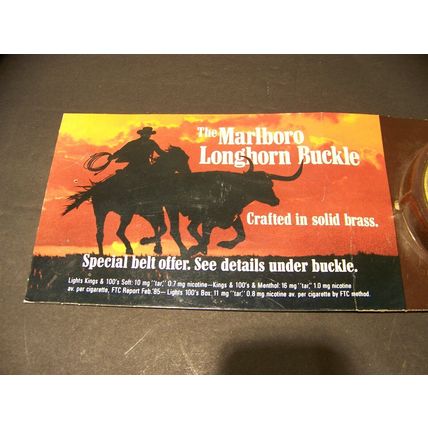 The Marlboro
Longhorn Buckle
Crafted in solid brass.
Special belt offer. See details under buckle.
Lights Kings & 100's Soft: 10 mg "tar," 0.7 mg nicotine—Kings & 100's & Menthol: 16 mg "tar," 1.0 mg nicotine
av. per cigarette, FTC Report Feb.'85—Lights 100's Box: 11 mg "tar," 0.8 mg nicotine av. per cigarette by FTC method.